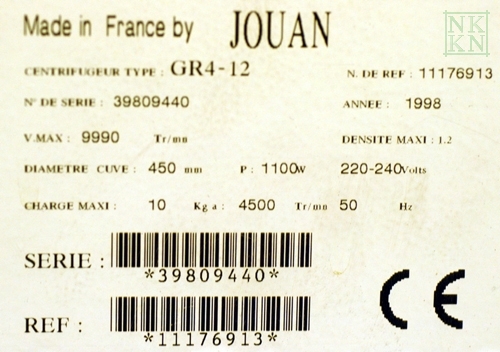 Made in France by JOUAN
NK
KN
CENTRIFUGEUR TYPE : GR4-12 N. DE REF : 11176913
N° DE SERIE : 39809440 ANNEE : 1998
V.MAX : 9990 Tr/mn DENSITE MAXI : 1.2
DIAMETRE CUVE : 450 mm P : 1100W 220-240Volts
CHARGE MAXI : 10 Kg a : 4500 Tr/mn 50 Hz
SERIE :
*39809440*
REF :
*11176913*
CE